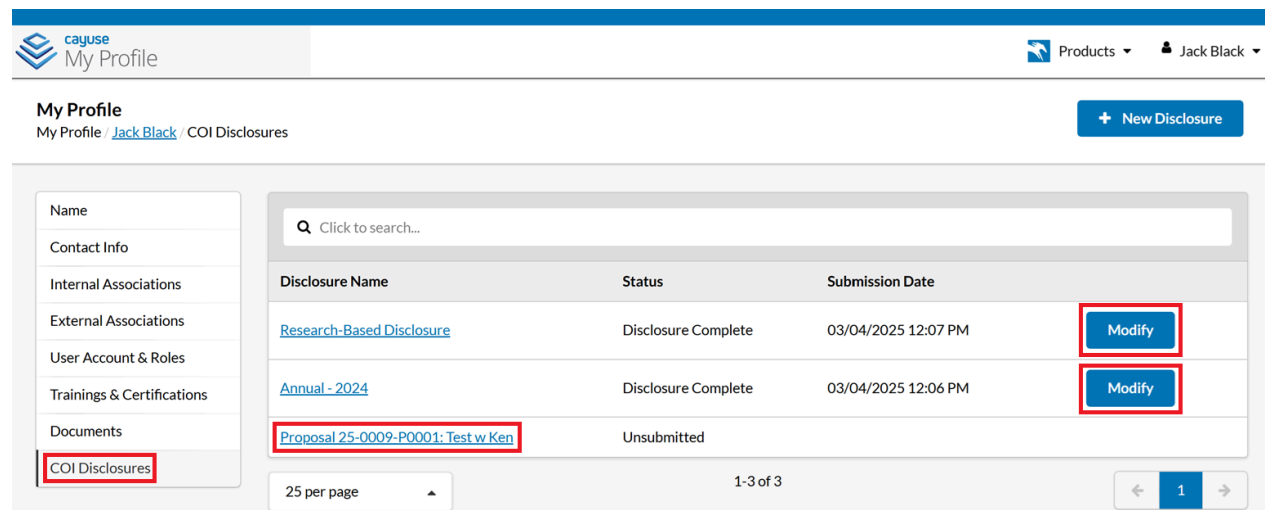 cayuse
My Profile
Products
Jack Black
My Profile
My Profile / Jack Black / COI Disclosures
+ New Disclosure
Name
Contact Info
Internal Associations
External Associations
User Account & Roles
Trainings & Certifications
Documents
COI Disclosures
Click to search...
Disclosure Name Status Submission Date
Research-Based Disclosure Disclosure Complete 03/04/2025 12:07 PM Modify
Annual - 2024 Disclosure Complete 03/04/2025 12:06 PM Modify
Proposal 25-0009-P0001: Test w Ken Unsubmitted
25 per page 1-3 of 3 1